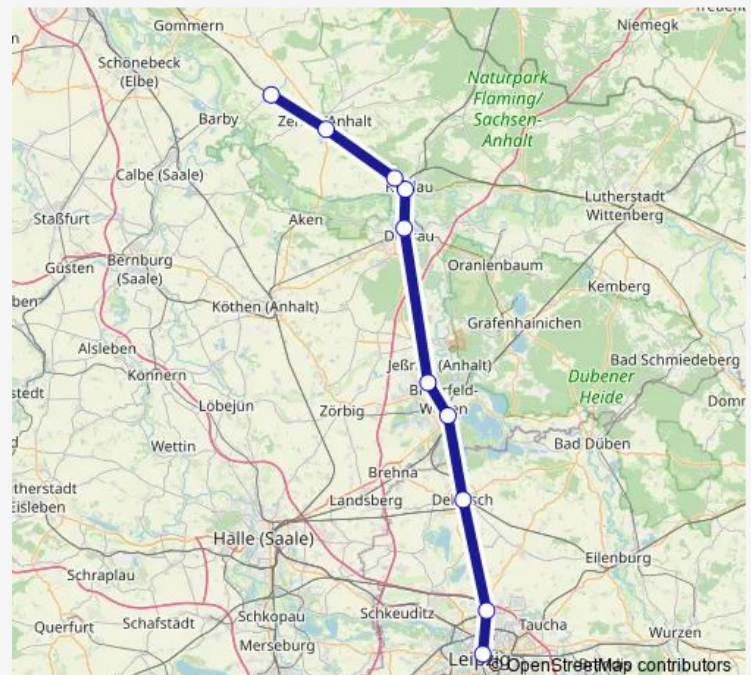 Gommern
Niemegk
Schönebeck
(Elbe)
Naturpark
Fläming/
Sachsen-
Anhalt
Barby
Calbe (Saale)
Lutherstadt
Wittenberg
Staßfurt
Aken
Oranienbaum
Güsten
Bernburg
(Saale)
Kemberg
Köthen (Anhalt)
Gräfenhainichen
Alsleben
(Anhalt)
Bad Schmiedeberg
Könnern
Dübener
Heide
Löbejün
Zörbig
Wettin
Bad Düben
Brehna
Landsberg
Halle (Saale)
Eilenburg
Schraplau
Schkopau
Schkeuditz
Taucha
Querfurt
Schafstädt
Wurzen
Merseburg
© OpenStreetMap contributors